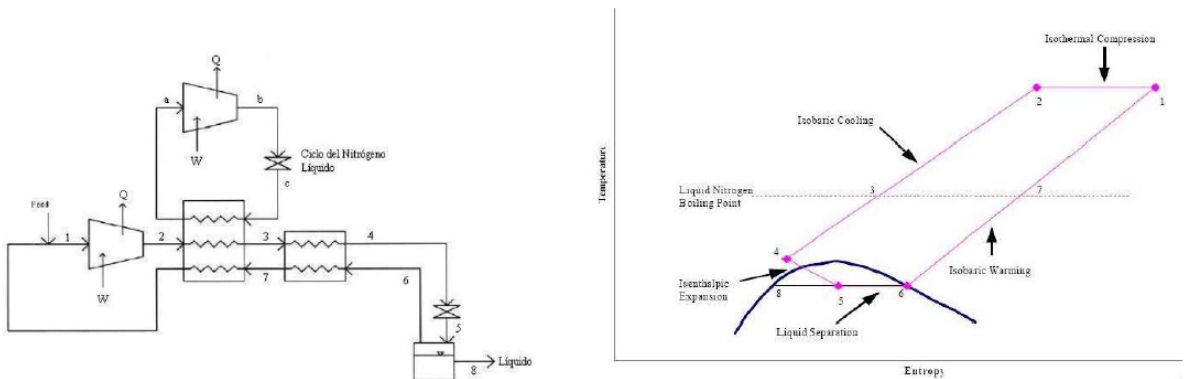 Q
a
b
W
Ciclo del Nitrógeno
Líquido
c
Feed
Q
1
2
3
4
W
7
6
5
8
Líquido
Isothermal Compression
2
1
Isobaric Cooling
Temperature
Liquid Nitrogen
Boiling Point
3
7
4
Isenthalpic
Expansion
8
5
6
Isobaric Warming
Liquid Separation
Entropy